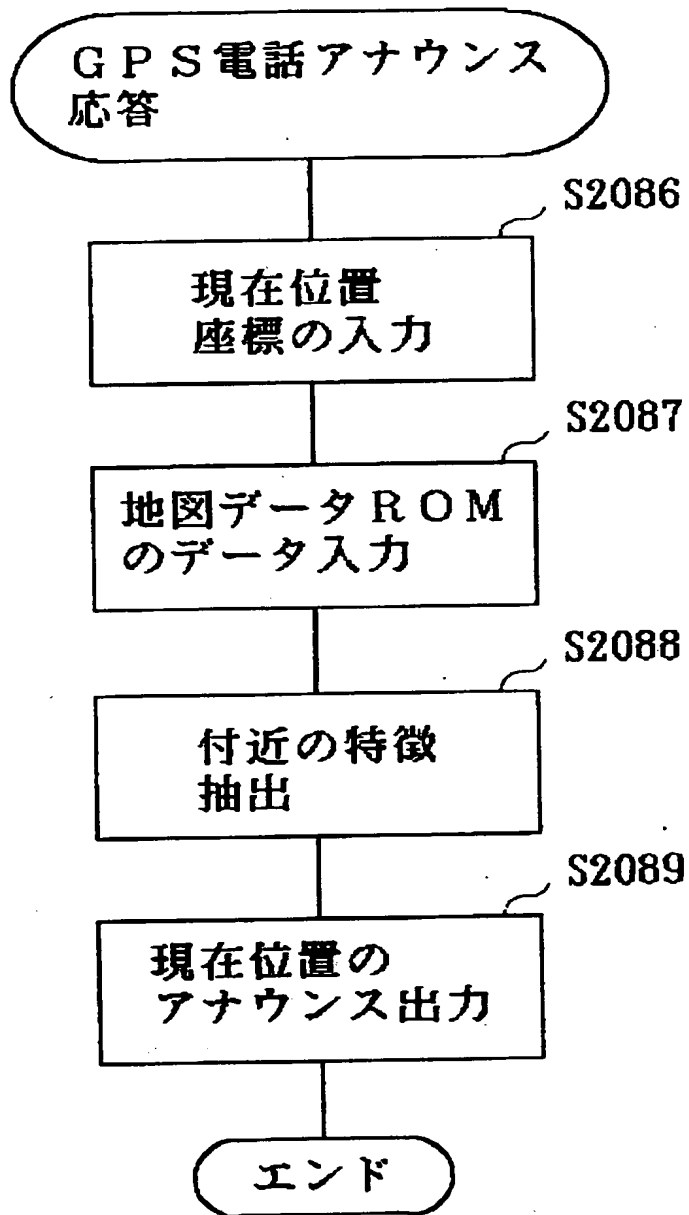 GPS電話アナウンス
応答
S2086
現在位置
座標の入力
S2087
地図データROM
のデータ入力
S2088
付近の特徴
抽出
S2089
現在位置の
アナウンス出力
エンド